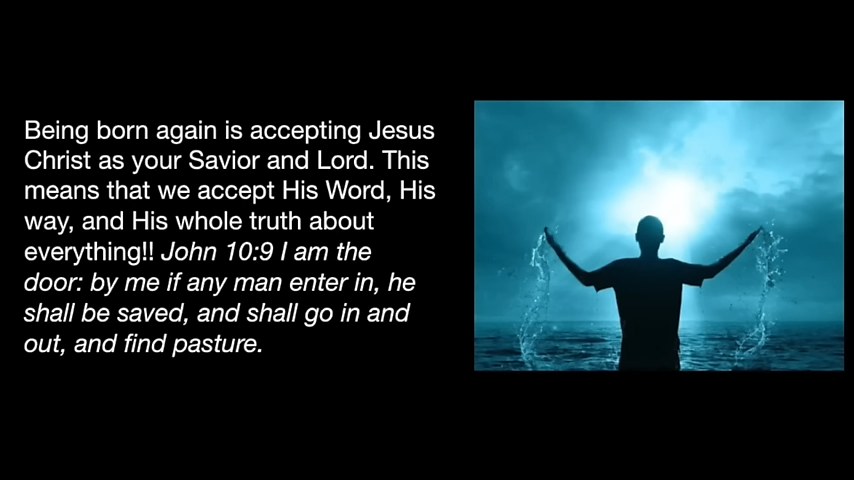 Being born again is accepting Jesus
Christ as your Savior and Lord. This
means that we accept His Word, His
way, and His whole truth about
everything!! John 10:9 I am the
door: by me if any man enter in, he
shall be saved, and shall go in and
out, and find pasture.